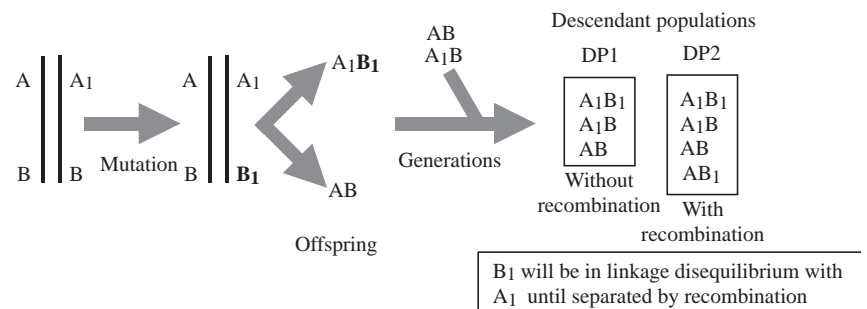 Descendant populations
DP1 DP2
A A1
B B
Mutation
A A1
B B1
A1B1
AB
Offspring
AB
A1B
Generations
A1B1
A1B
AB
Without
recombination
A1B1
A1B
AB
AB1
With
recombination
B1 will be in linkage disequilibrium with
A1 until separated by recombination